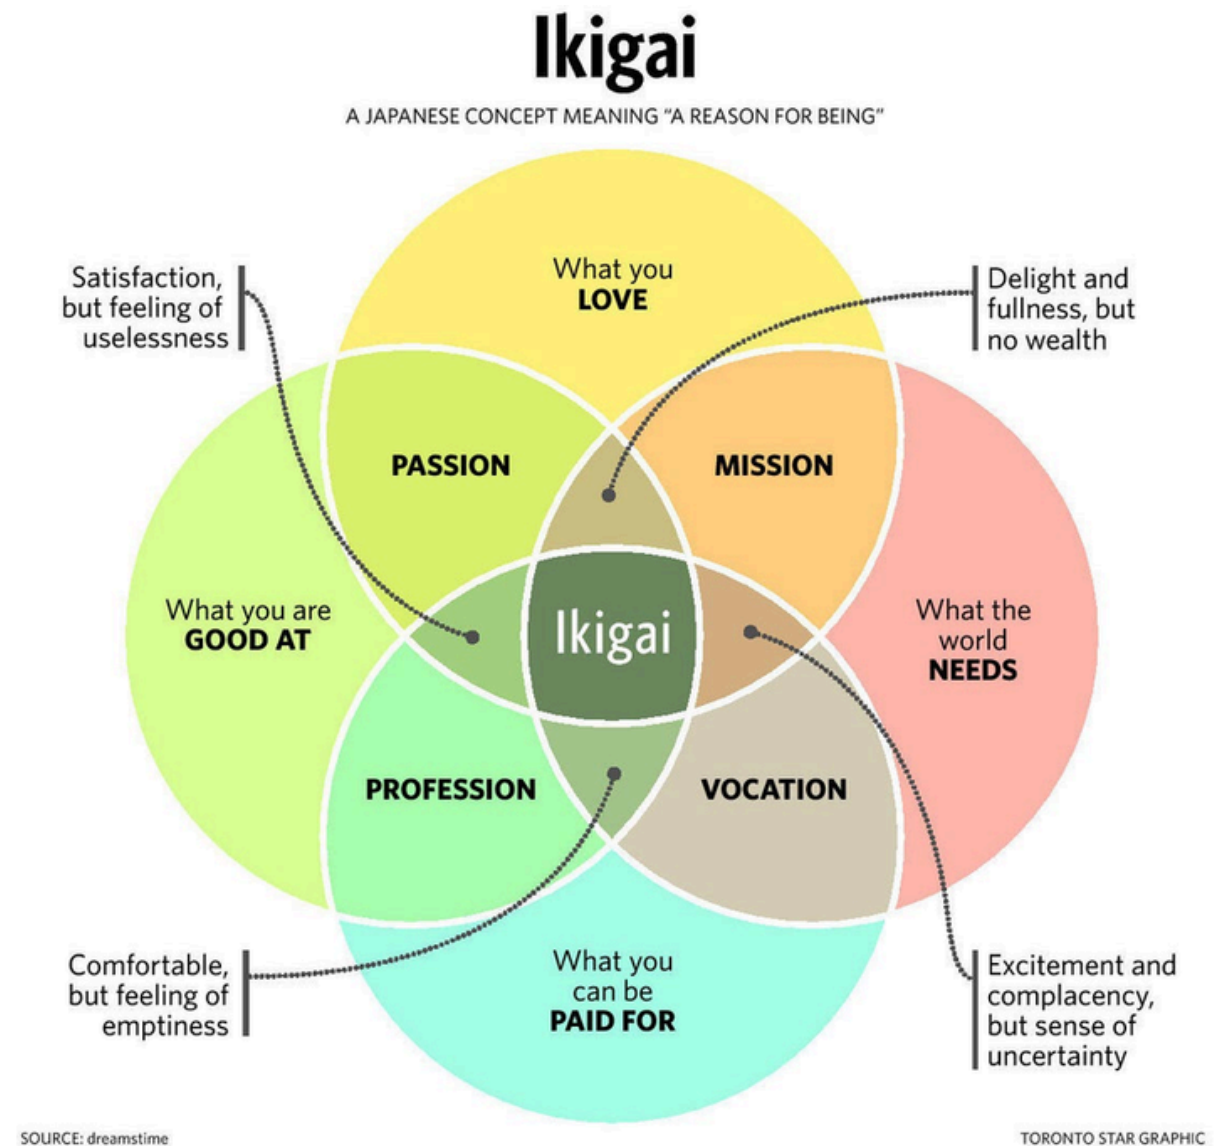 Ikigai
A JAPANESE CONCEPT MEANING “A REASON FOR BEING”
Satisfaction,
but feeling of
uselessness
What you
LOVE
Delight and
fullness, but
no wealth
PASSION
MISSION
What you are
GOOD AT
Ikigai
What the
world
NEEDS
PROFESSION
VOCATION
Comfortable,
but feeling of
emptiness
What you
can be
PAID FOR
Excitement and
complacency,
but sense of
uncertainty
SOURCE: dreamstime
TORONTO STAR GRAPHIC